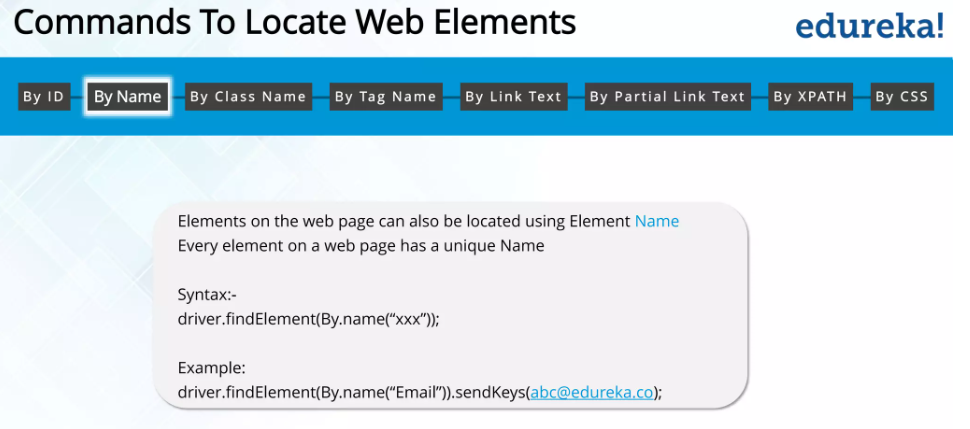 Commands To Locate Web Elements
edureka!
By ID
By Name
By Class Name
By Tag Name
By Link Text
By Partial Link Text
By XPATH
By CSS
Elements on the web page can also be located using Element Name
Every element on a web page has a unique Name
Syntax:-
driver.findElement(By.name(“xxx”));
Example:
driver.findElement(By.name(“Email”)).sendKeys(abc@edureka.co);